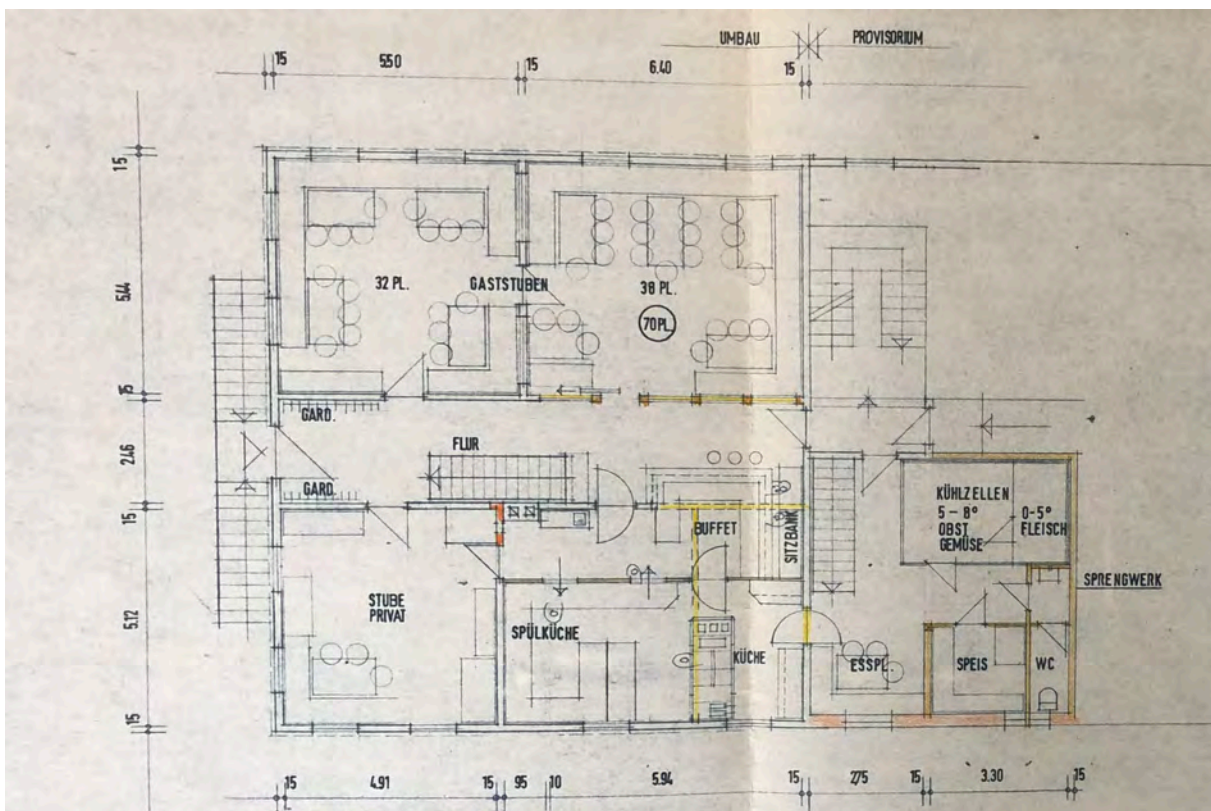 UMBAU PROVISORIUM
15 5.50 15 6.40 15
15
5.44
15
2.46
15
5.12
15
32 PL. GASTSTUBEN 38 PL.
70 PL.
GARD.
FLUR
GARD.
KÜHLZELLEN
5 – 8° 0-5°
OBST FLEISCH
GEMÜSE
BUFFET
SITZBANK
SPRENGWERK
STUBE
PRIVAT
SPÜLKÜCHE
KÜCHE
ESSPL.
SPEIS
WC
15 4.91 15 95 10 5.94 15 2.75 15 3.30 15